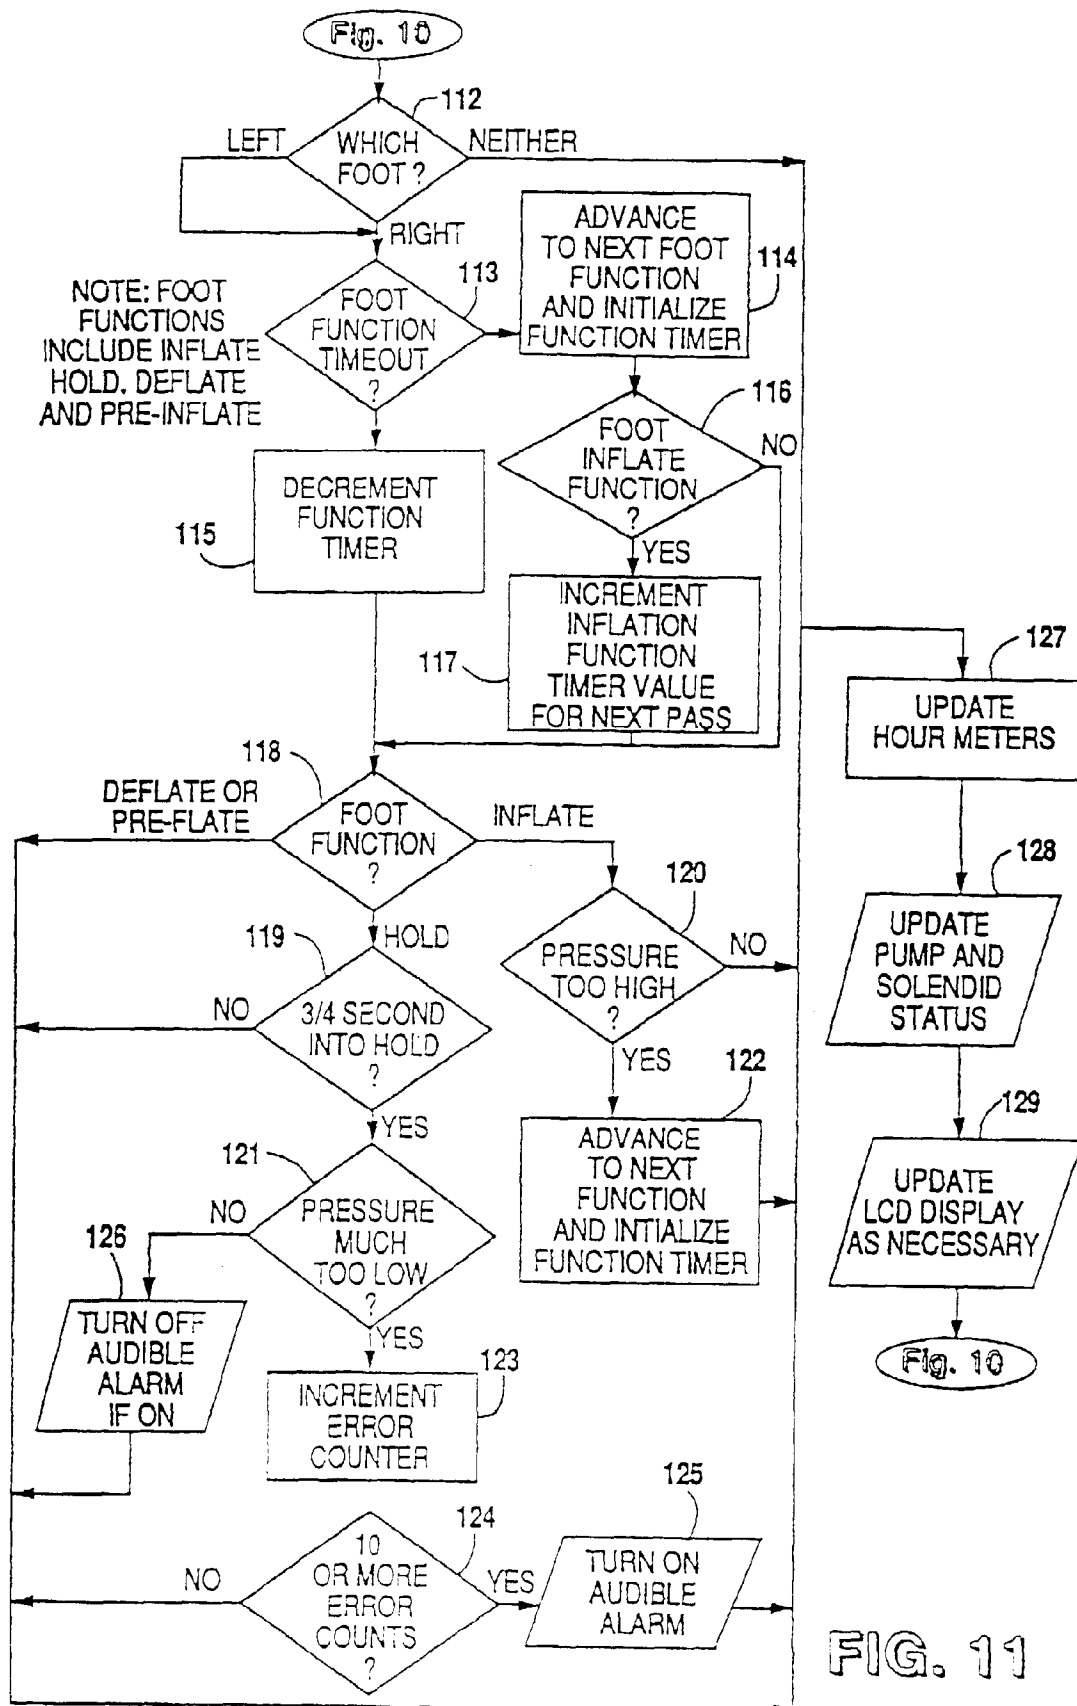 Fig. 10
112
LEFT
WHICH
FOOT ?
NEITHER
RIGHT
113
FOOT
FUNCTION
TIMEOUT
?
NOTE: FOOT
FUNCTIONS
INCLUDE INFLATE
HOLD, DEFLATE
AND PRE-INFLATE
ADVANCE
TO NEXT FOOT
FUNCTION
AND INITIALIZE
FUNCTION TIMER
114
DECREMENT
FUNCTION
TIMER
115
116
FOOT
INFLATE
FUNCTION
?
NO
YES
INCREMENT
INFLATION
FUNCTION
TIMER VALUE
FOR NEXT PASS
117
118
DEFLATE OR
PRE-FLATE
FOOT
FUNCTION
?
INFLATE
HOLD
119
NO
3/4 SECOND
INTO HOLD
?
YES
120
PRESSURE
TOO HIGH
?
NO
YES
122
ADVANCE
TO NEXT
FUNCTION
AND INTIALIZE
FUNCTION TIMER
121
NO
PRESSURE
MUCH
TOO LOW
?
YES
126
TURN OFF
AUDIBLE
ALARM
IF ON
123
INCREMENT
ERROR
COUNTER
124
NO
10
OR MORE
ERROR
COUNTS
?
YES
125
TURN ON
AUDIBLE
ALARM
127
UPDATE
HOUR METERS
128
UPDATE
PUMP AND
SOLENDID
STATUS
129
UPDATE
LCD DISPLAY
AS NECESSARY
Fig. 10
FIG. 11